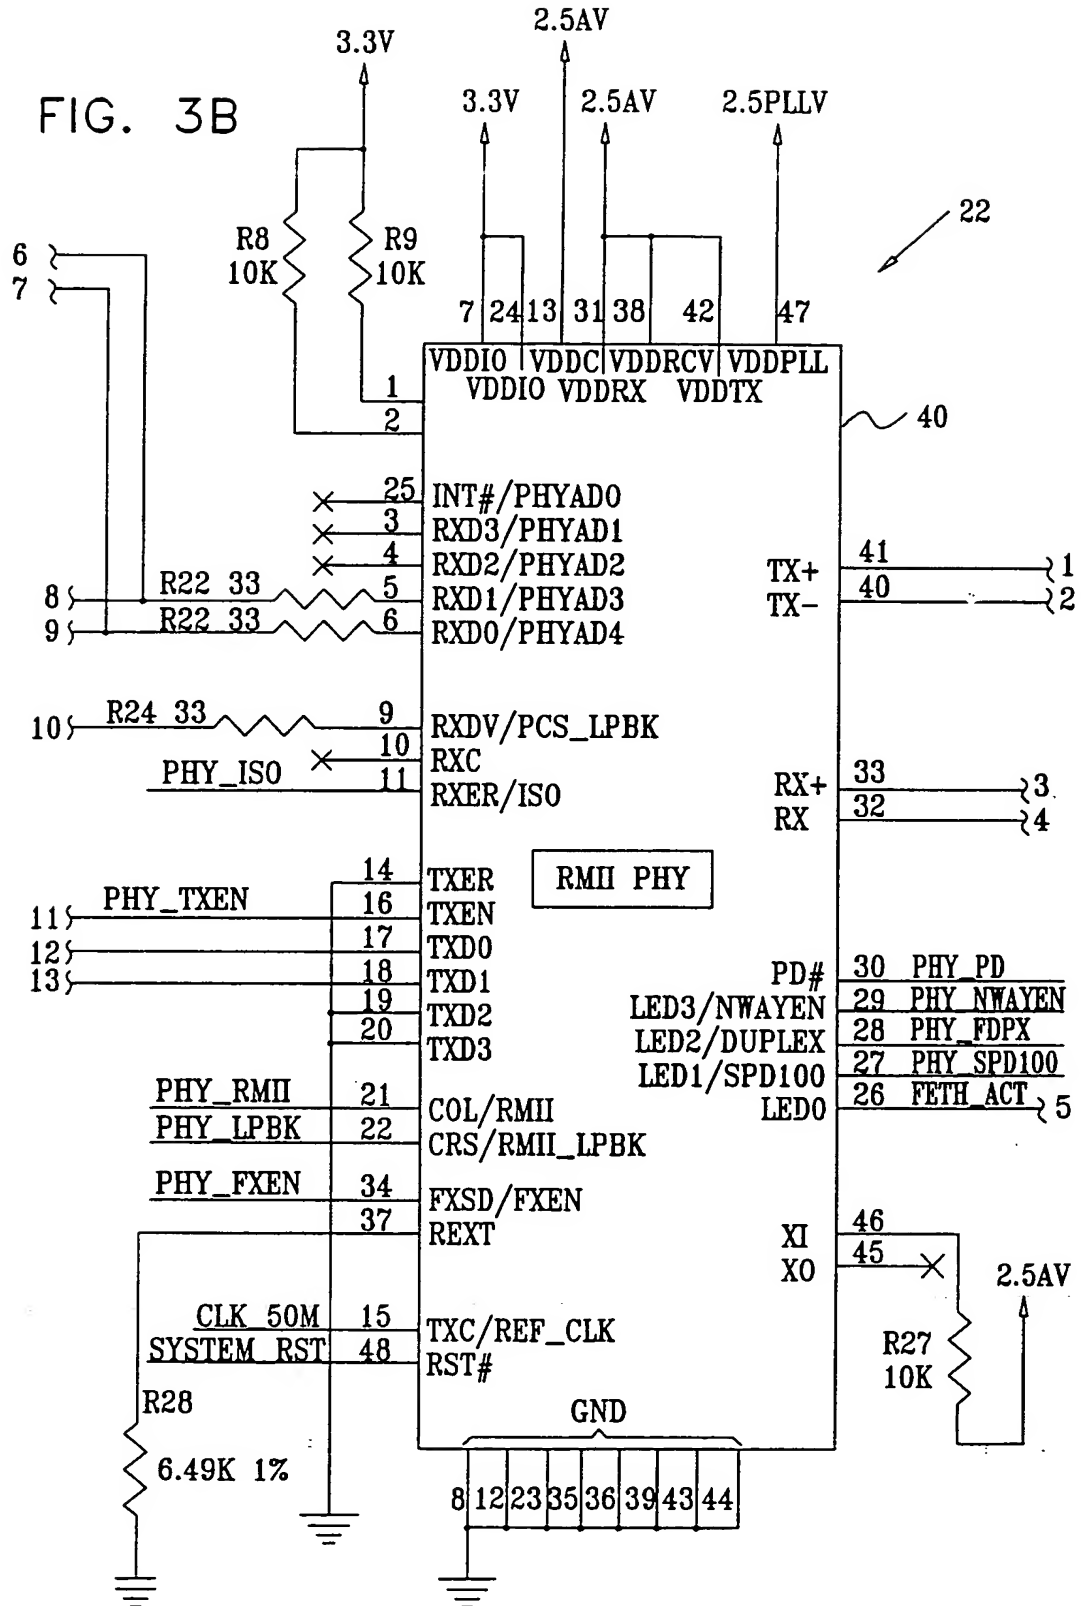 FIG. 3B
3.3V
2.5AV
3.3V
2.5AV
2.5PLLV
22
6
7
R8
10K
R9
10K
7 24 13 31 38 42 47
VDDIO VDDC VDDRCV VDDPLL
VDDIO VDDRX VDDTX
1
2
40
25 INT#/PHYAD0
3 RXD3/PHYAD1
4 RXD2/PHYAD2
8 R22 33 5 RXD1/PHYAD3
9 R22 33 6 RXD0/PHYAD4
TX+ 41 1
TX- 40 2
10 R24 33 9 RXDV/PCS_LPBK
10 RXC
PHY_ISO 11 RXER/ISO
RX+ 33 3
RX 32 4
RMII PHY
14 TXER
11 PHY_TXEN 16 TXEN
12 17 TXD0
13 18 TXD1
19 TXD2
20 TXD3
PD# 30 PHY_PD
LED3/NWAYEN 29 PHY_NWAYEN
LED2/DUPLEX 28 PHY_FDPX
LED1/SPD100 27 PHY_SPD100
LED0 26 FETH_ACT 5
PHY_RMII 21 COL/RMII
PHY_LPBK 22 CRS/RMII_LPBK
PHY_FXEN 34 FXSD/FXEN
37 REXT
XI 46
XO 45
2.5AV
R27
10K
CLK_50M 15 TXC/REF_CLK
SYSTEM_RST 48 RST#
R28
6.49K 1%
GND
8 12 23 35 36 39 43 44